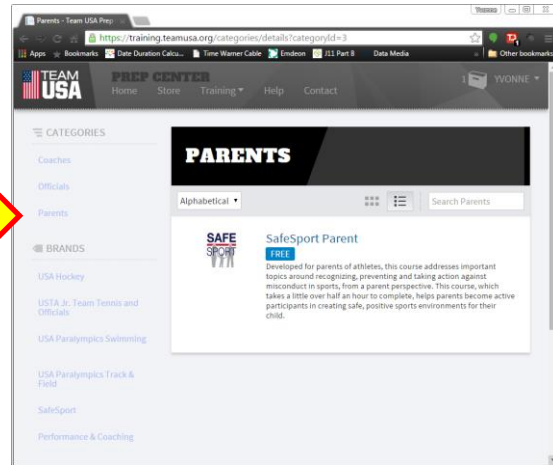 Yvonne
Parents - Team USA Prep
https://training.teamusa.org/categories/details?categoryId=3
Apps Bookmarks Date Duration Calcu... Time Warner Cable Emdeon J11 Part B Data Media » Other bookmarks
TEAM USA PREP CENTER
Home Store Training Help Contact 1 YVONNE
CATEGORIES
Coaches
Officials
Parents
BRANDS
USA Hockey
USTA Jr. Team Tennis and
Officials
USA Paralympics Swimming
USA Paralympics Track &
Field
SafeSport
Performance & Coaching
PARENTS
Alphabetical Search Parents
SAFE
SPORT
SafeSport Parent
FREE
Developed for parents of athletes, this course addresses important
topics around recognizing, preventing and taking action against
misconduct in sports, from a parent perspective. This course, which
takes a little over half an hour to complete, helps parents become active
participants in creating safe, positive sports environments for their
child.